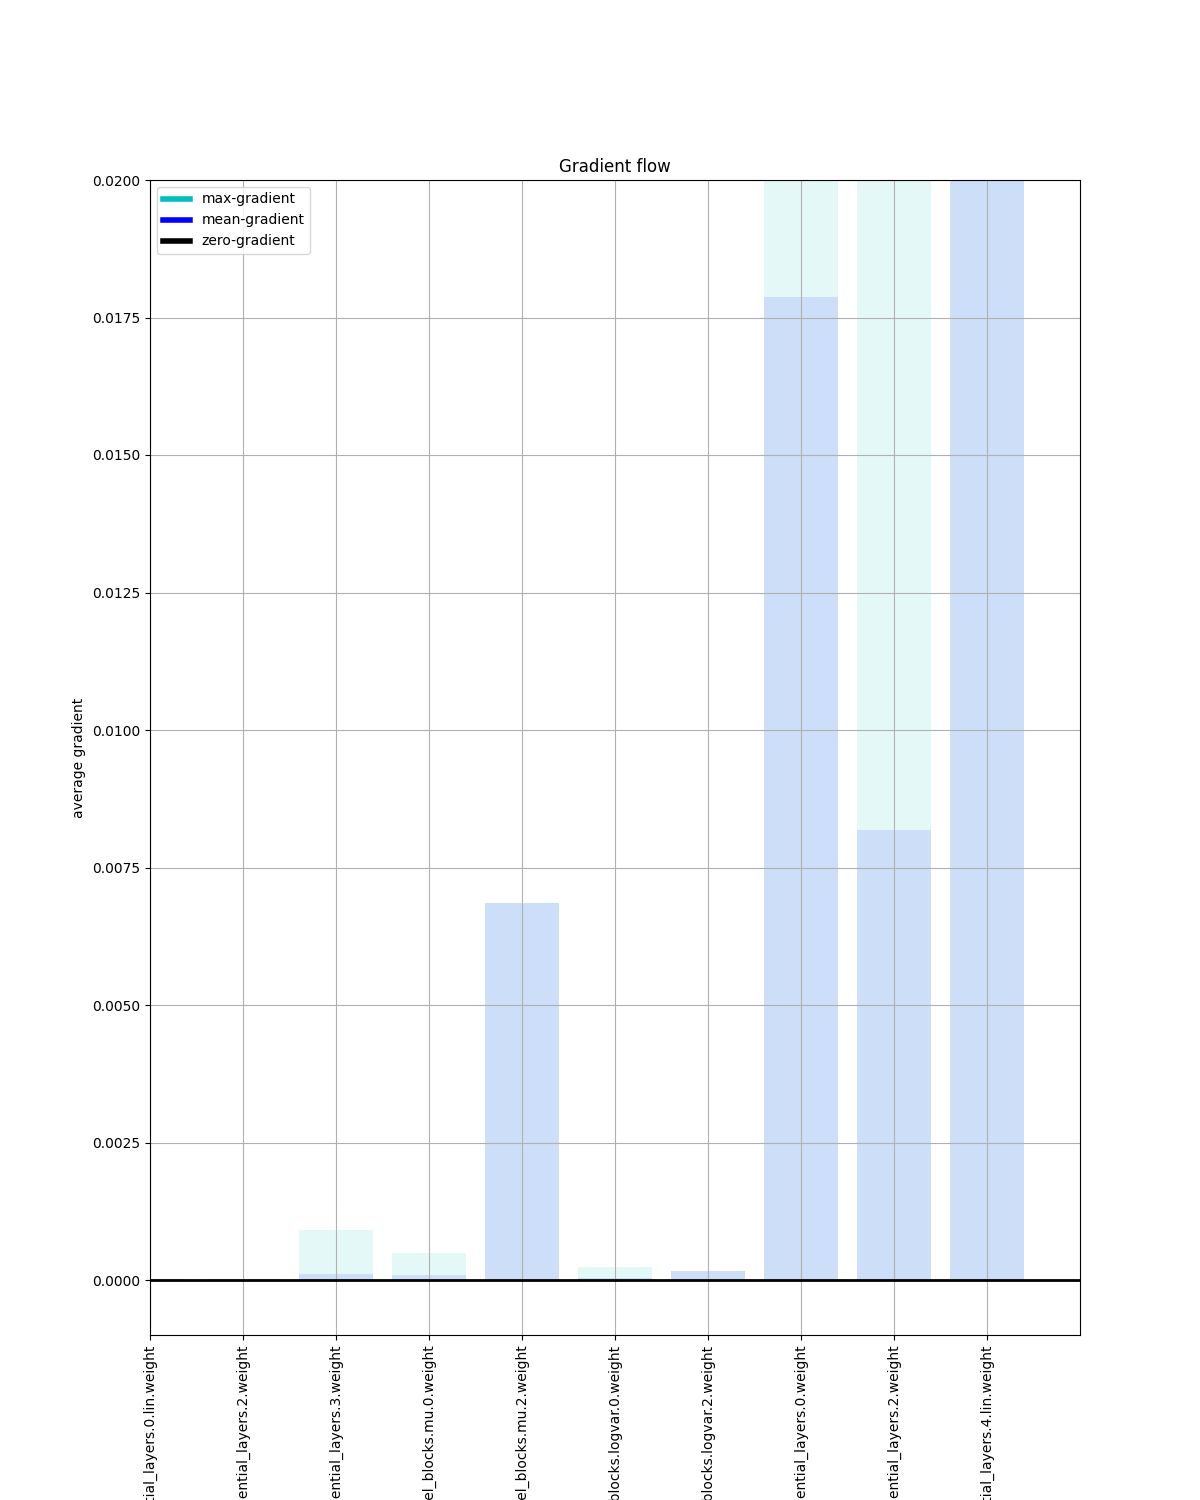 Gradient flow
max-gradient
mean-gradient
zero-gradient
0.0200
0.0175
0.0150
0.0125
0.0100
0.0075
0.0050
0.0025
0.0000
average gradient
tial_layers.0.lin.weight
ential_layers.2.weight
ential_layers.3.weight
el_blocks.mu.0.weight
el_blocks.mu.2.weight
blocks.logvar.0.weight
blocks.logvar.2.weight
ential_layers.0.weight
ential_layers.2.weight
tial_layers.4.lin.weight